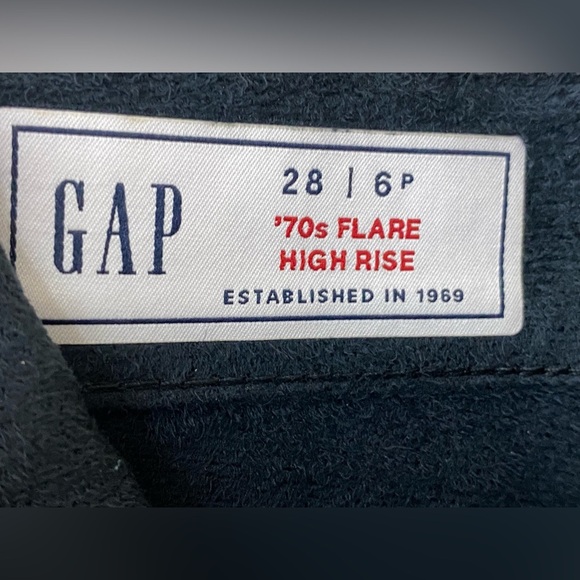 GAP
28 | 6P
'70s FLARE
HIGH RISE
ESTABLISHED IN 1969